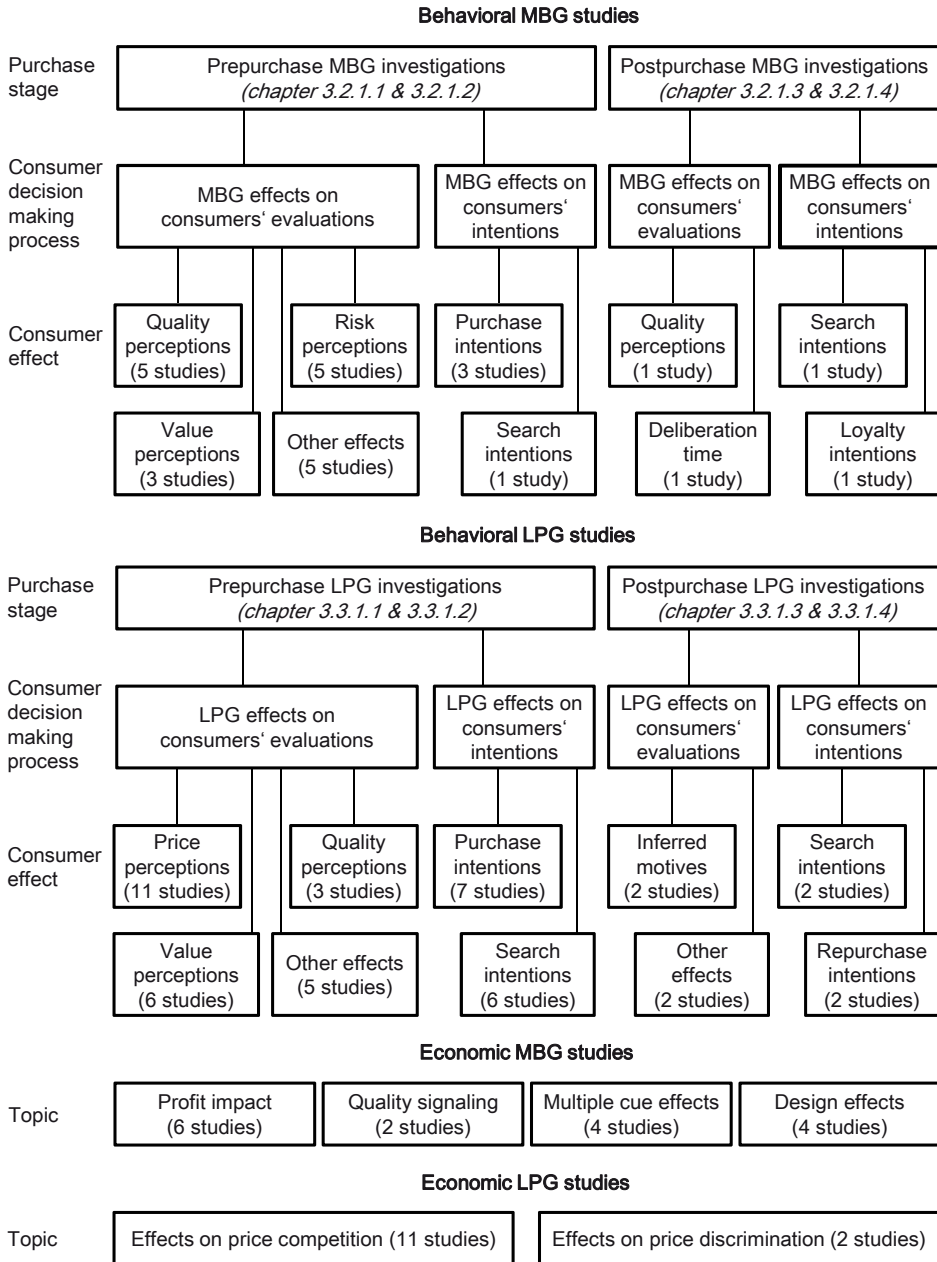 Behavioral MBG studies
Purchase
stage
Prepurchase MBG investigations
(chapter 3.2.1.1 & 3.2.1.2)
Postpurchase MBG investigations
(chapter 3.2.1.3 & 3.2.1.4)
Consumer
decision
making
process
MBG effects on
consumers‘ evaluations
MBG effects on
consumers‘
intentions
MBG effects on
consumers‘
evaluations
MBG effects on
consumers‘
intentions
Consumer
effect
Quality
perceptions
(5 studies)
Risk
perceptions
(5 studies)
Purchase
intentions
(3 studies)
Quality
perceptions
(1 study)
Search
intentions
(1 study)
Value
perceptions
(3 studies)
Other effects
(5 studies)
Search
intentions
(1 study)
Deliberation
time
(1 study)
Loyalty
intentions
(1 study)
Behavioral LPG studies
Purchase
stage
Prepurchase LPG investigations
(chapter 3.3.1.1 & 3.3.1.2)
Postpurchase LPG investigations
(chapter 3.3.1.3 & 3.3.1.4)
Consumer
decision
making
process
LPG effects on
consumers‘ evaluations
LPG effects on
consumers‘
intentions
LPG effects on
consumers‘
evaluations
LPG effects on
consumers‘
intentions
Consumer
effect
Price
perceptions
(11 studies)
Quality
perceptions
(3 studies)
Purchase
intentions
(7 studies)
Inferred
motives
(2 studies)
Search
intentions
(2 studies)
Value
perceptions
(6 studies)
Other effects
(5 studies)
Search
intentions
(6 studies)
Other
effects
(2 studies)
Repurchase
intentions
(2 studies)
Economic MBG studies
Topic
Profit impact
(6 studies)
Quality signaling
(2 studies)
Multiple cue effects
(4 studies)
Design effects
(4 studies)
Economic LPG studies
Topic
Effects on price competition (11 studies)
Effects on price discrimination (2 studies)